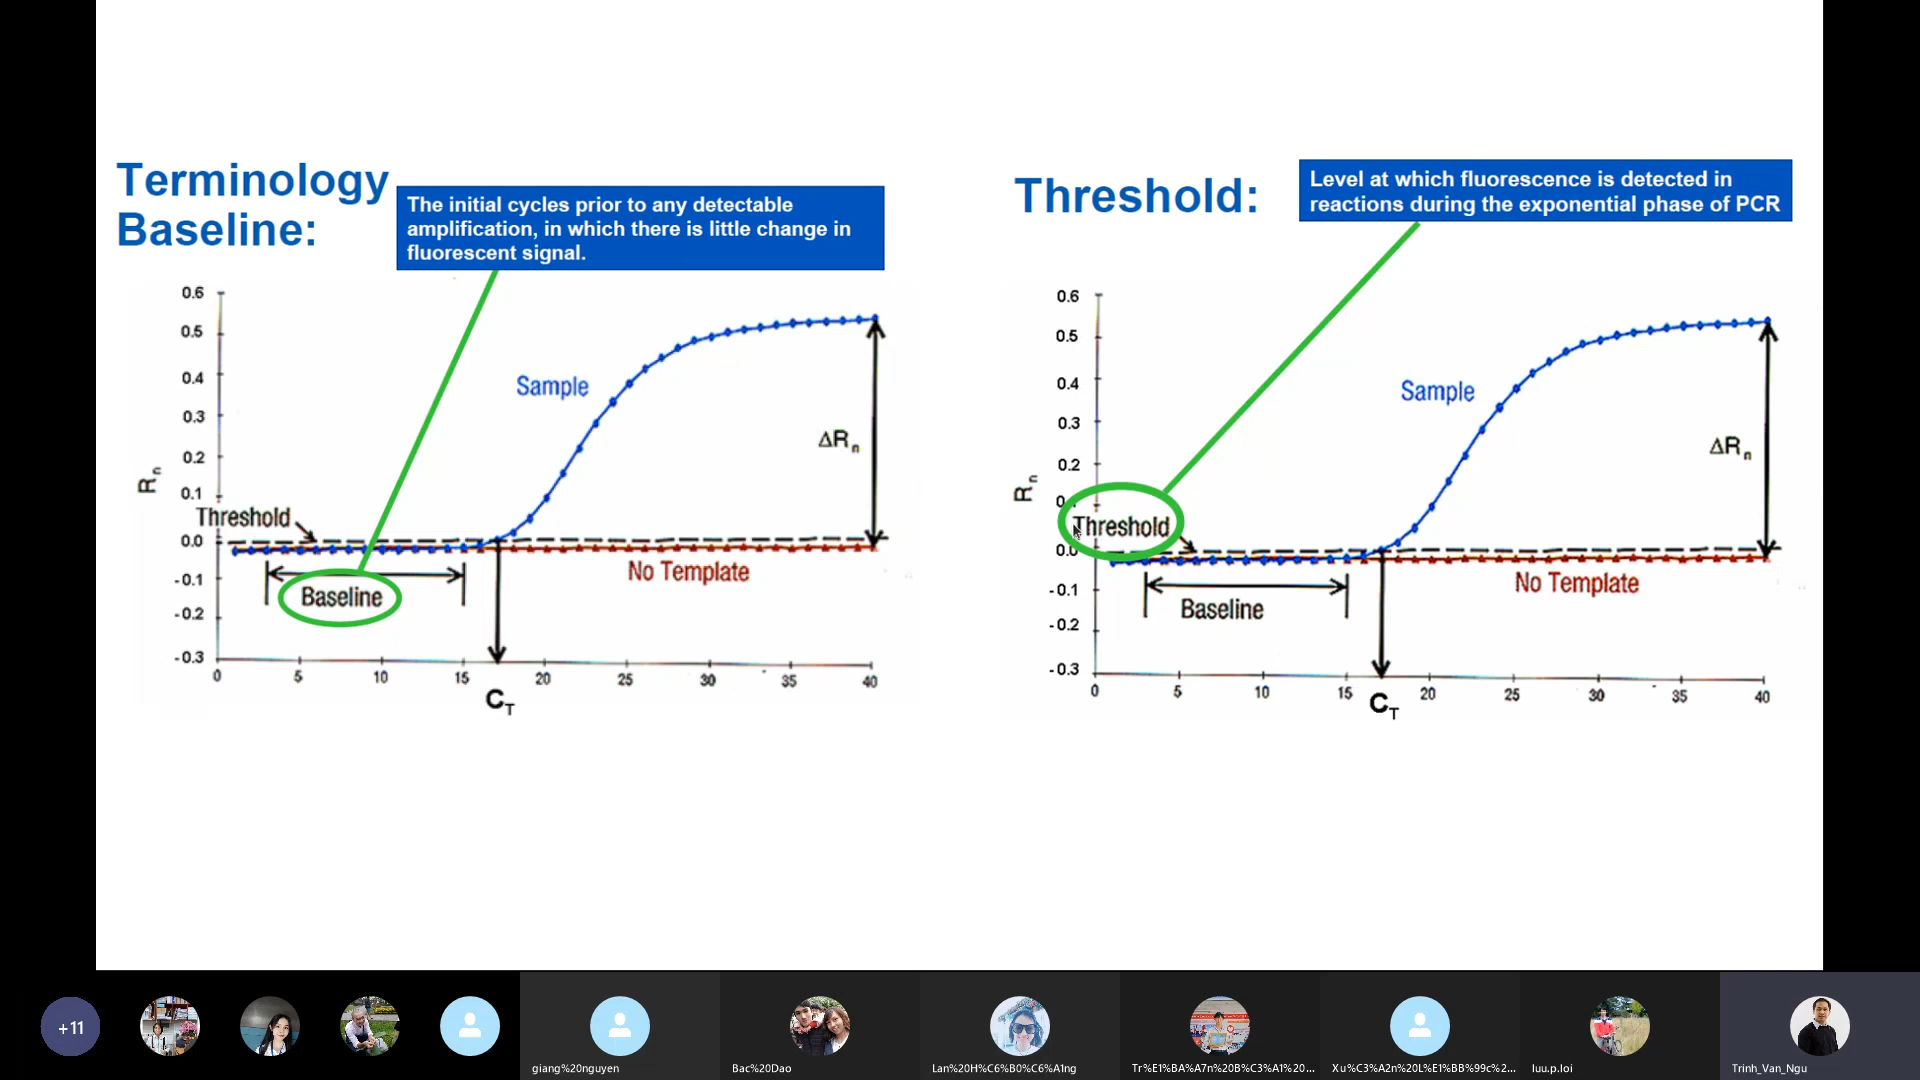 Terminology
Baseline:
The initial cycles prior to any detectable
amplification, in which there is little change in
fluorescent signal.
0.6
0.5
0.4
0.3
0.2
0.1
0.0
-0.1
-0.2
-0.3
Rn
Threshold
Sample
ΔRn
No Template
Baseline
0 5 10 15 20 25 30 35 40
CT
Threshold:
Level at which fluorescence is detected in
reactions during the exponential phase of PCR
0.6
0.5
0.4
0.3
0.2
0.
0.0
-0.1
-0.2
-0.3
Rn
Threshold
Sample
ΔRn
No Template
Baseline
0 5 10 15 20 25 30 35 40
CT
+11
giang%20nguyen
Bac%20Dao
Lan%20H%C6%B0%C6%A1ng
Tr%E1%BA%A7n%20B%C3%A1%20...
Xu%C3%A2n%20L%E1%BB%99c%2...
luu.p.loi
Trinh_Van_Ngu